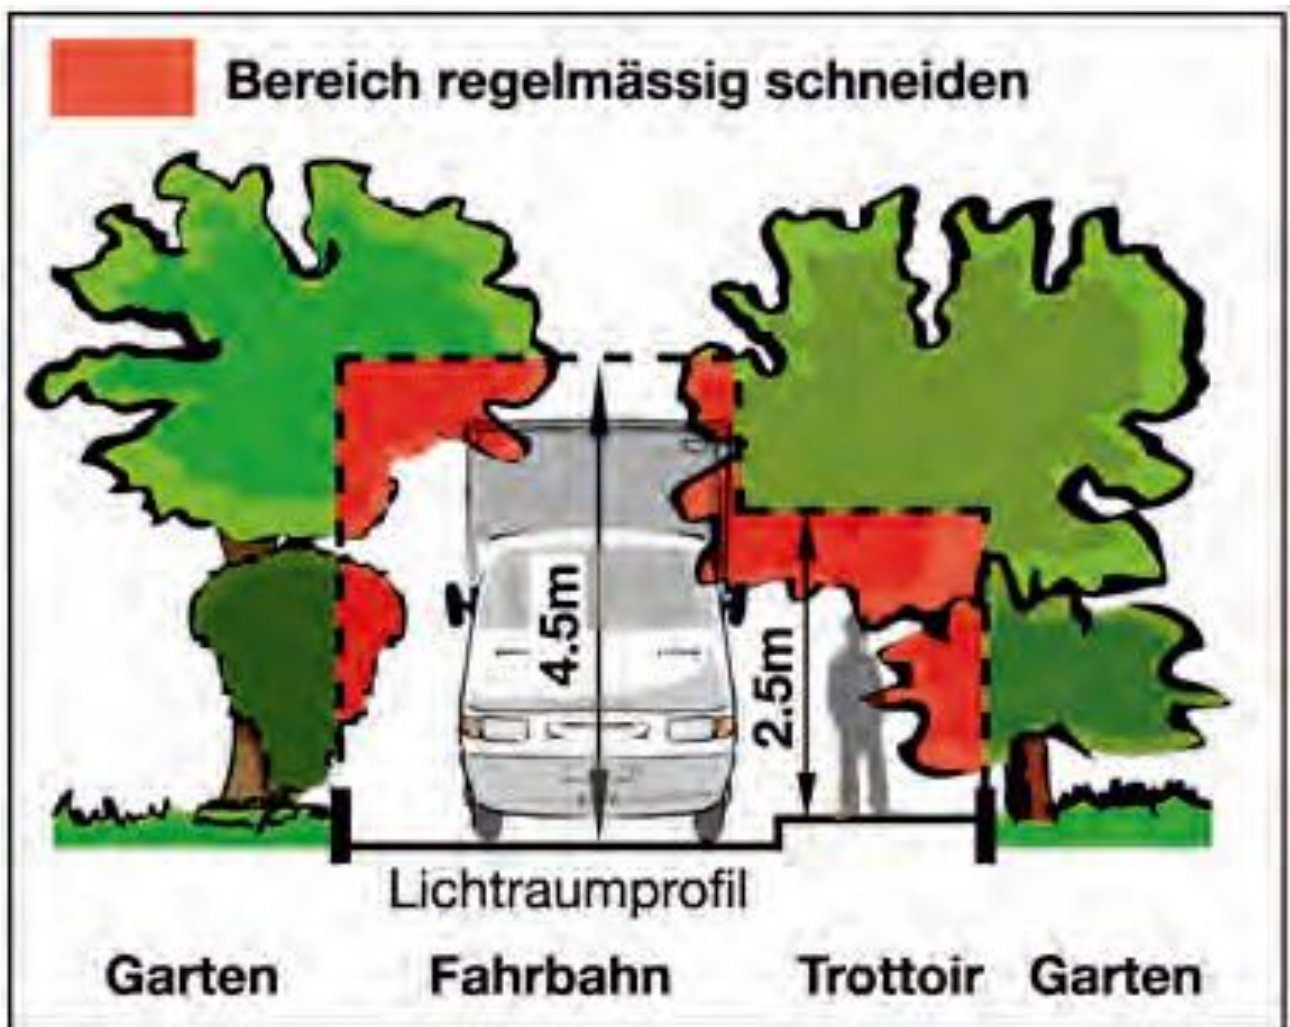 Bereich regelmässig schneiden
4.5m
2.5m
Lichtraumprofil
Garten Fahrbahn Trottoir Garten